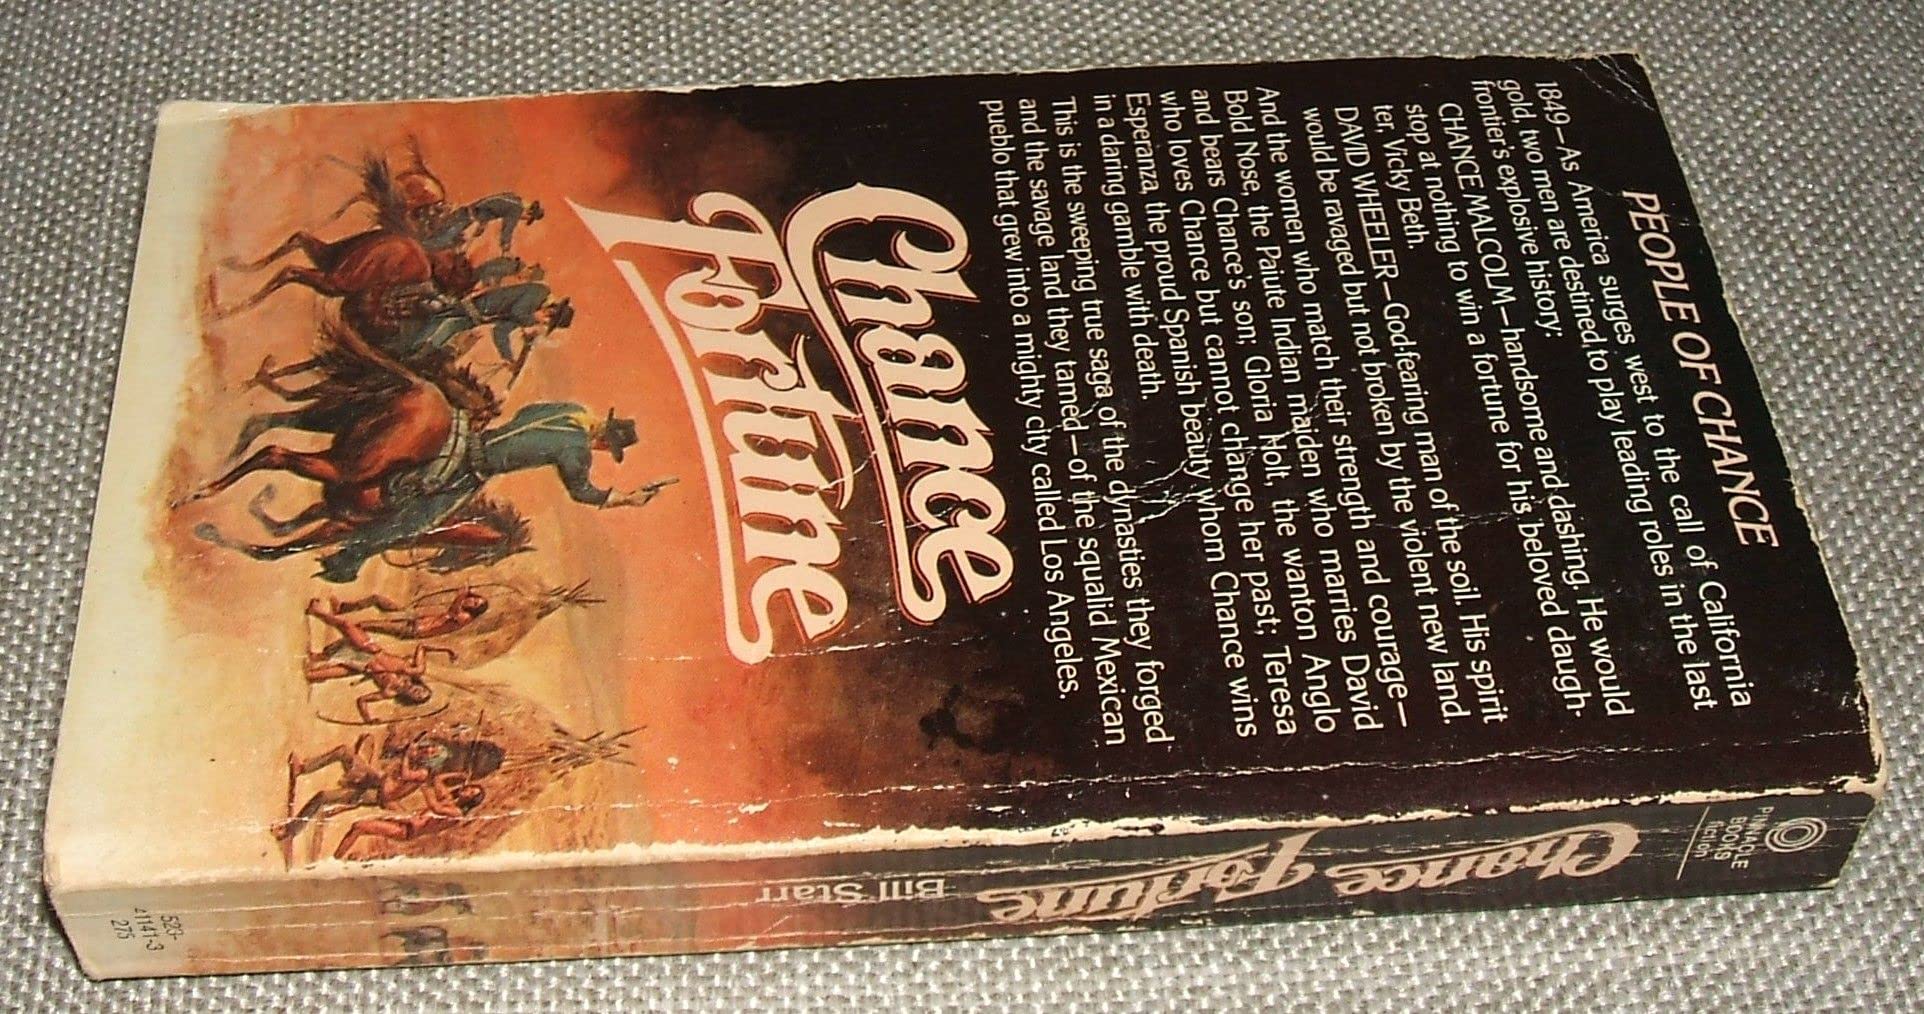 PEOPLE OF CHANCE
1849—As America surges west to the call of California
gold, two men are destined to play leading roles in the last
frontier's explosive history:
CHANCE MALCOLM—handsome and dashing. He would
stop at nothing to win a fortune for his beloved daugh-
ter, Vicky Beth.
DAVID WHEELER—God-fearing man of the soil. His spirit
would be ravaged but not broken by the violent new land.
And the women who match their strength and courage—
Bold Nose, the Paiute Indian maiden who marries David
and bears Chance's son; Gloria Holt, the wanton Anglo
who loves Chance but cannot change her past; Teresa
Esperanza, the proud Spanish beauty whom Chance wins
in a daring gamble with death.
This is the sweeping true saga of the dynasties they forged
and the savage land they tamed—of the squalid Mexican
pueblo that grew into a mighty city called Los Angeles.
Chance
Fortune
PINNACLE
BOOKS
fiction
Chance Fortune
Bill Starr
523-
41141-3
275